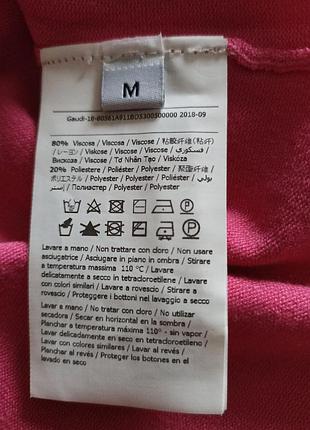 M
80% Viscosa / Viscosa / Viscose / 粘胶纤维 (粘纤)
/ レーヨン / Viskose / Viscose / Viscosa / فسكوزي /
Вискоза / Viscose / Tơ Nhân Tạo / Viskóza
20% Poliestere / Poliéster / Polyester / 聚酯纤维 /
ポリエステル / Polyester / Polyester / Poliéster / بولي
إستر / Полиэстер / Polyester / Polyester
P
Lavare a mano / Non trattare con cloro / Non usare
asciugatrice / Asciugare in piano in ombra / Stirare
a temperatura massima 110 °C / Lavare
delicatamente a secco in tetracloroetilene / Lavare
con colori similari / Lavare a rovescio / Stirare a
rovescio / Proteggere i bottoni nel lavaggio a secco
Lavar a mano / No tratar con cloro / No utilizar
secadora / Secar en horizontal en la sombra /
Planchar a temperatura máxima 110° - sin vapor /
Lavar delicadamente en seco en tetracloroetileno /
Lavar con colores similares / Lavar al revés /
Planchar al revés / Proteger los botones en el
lavado en seco